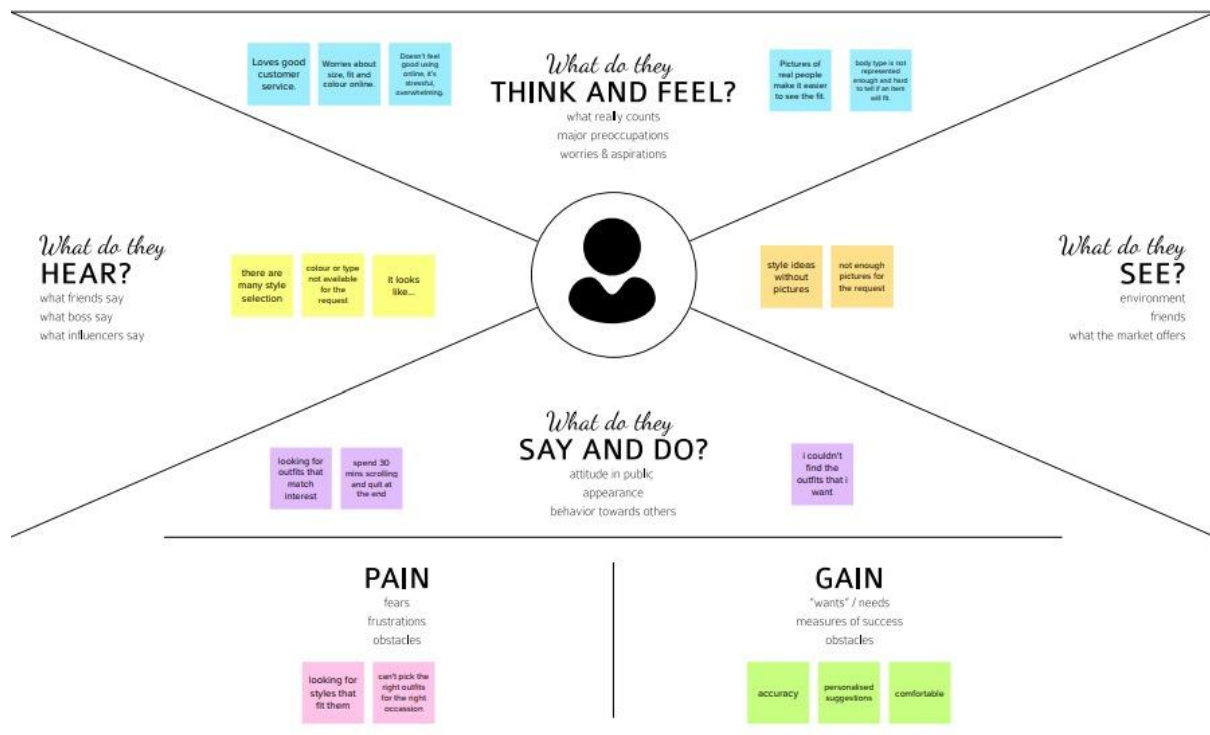 Loves good
customer
service.
Worries about
size, fit and
colour online.
Doesn't feel
good using
online, it's
stressful,
overwhelming.
What do they
THINK AND FEEL?
what really counts
major preoccupations
worries & aspirations
Pictures of
real people
make it easier
to see the fit.
body type is not
represented
enough and hard
to tell if an item
will fit.
What do they
HEAR?
what friends say
what boss say
what influencers say
there are
many style
selection
colour or type
not available
for the
request
it looks
like...
style ideas
without
pictures
not enough
pictures for
the request
What do they
SEE?
environment
friends
what the market offers
What do they
SAY AND DO?
attitude in public
appearance
behavior towards others
looking for
outfits that
match
interest
spend 30
mins scrolling
and quit at
the end
i couldn't
find the
outfits that i
want
PAIN
fears
frustrations
obstacles
looking for
styles that
fit them
can't pick the
right outfits
for the right
occassion
GAIN
"wants" / needs
measures of success
obstacles
accuracy
personalised
suggestions
comfortable